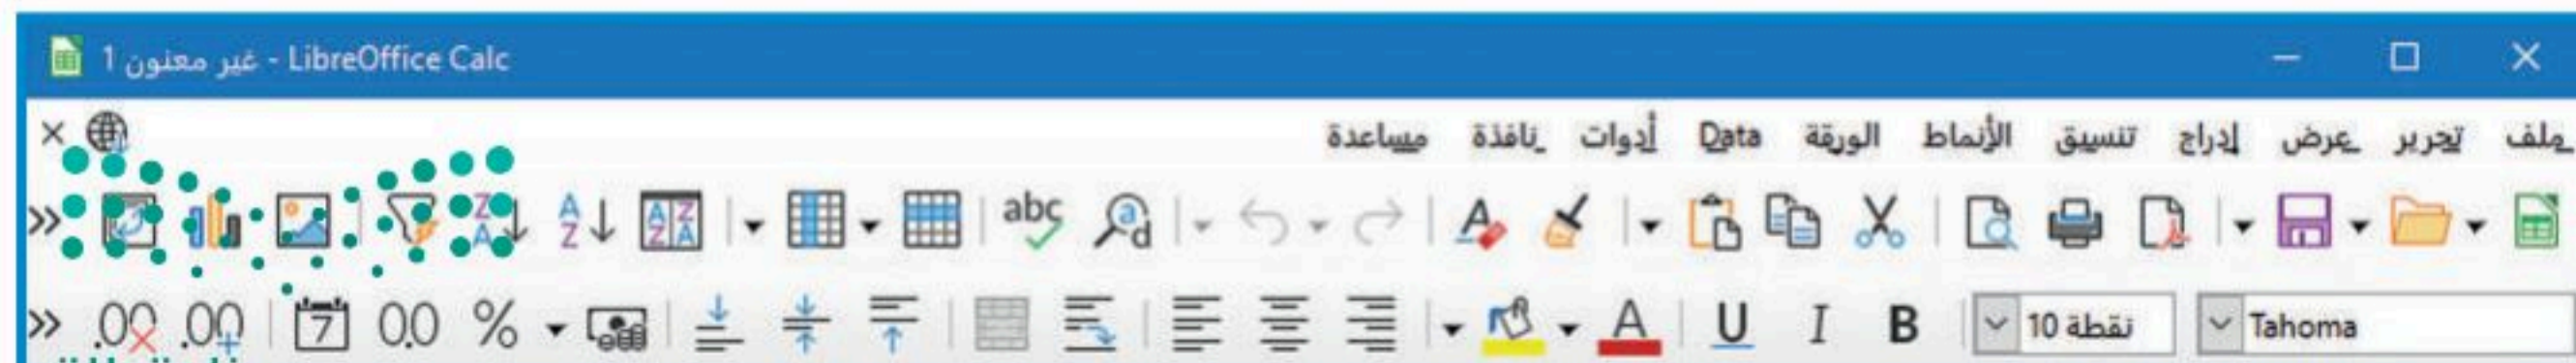 غير معنون 1 - LibreOffice Calc
ملف تحرير عرض إدراج تنسيق الأنماط الورقة Data أدوات نافذة مساعدة
Tahoma 10 نقطة B I U A % 0.0 7 .00 .00